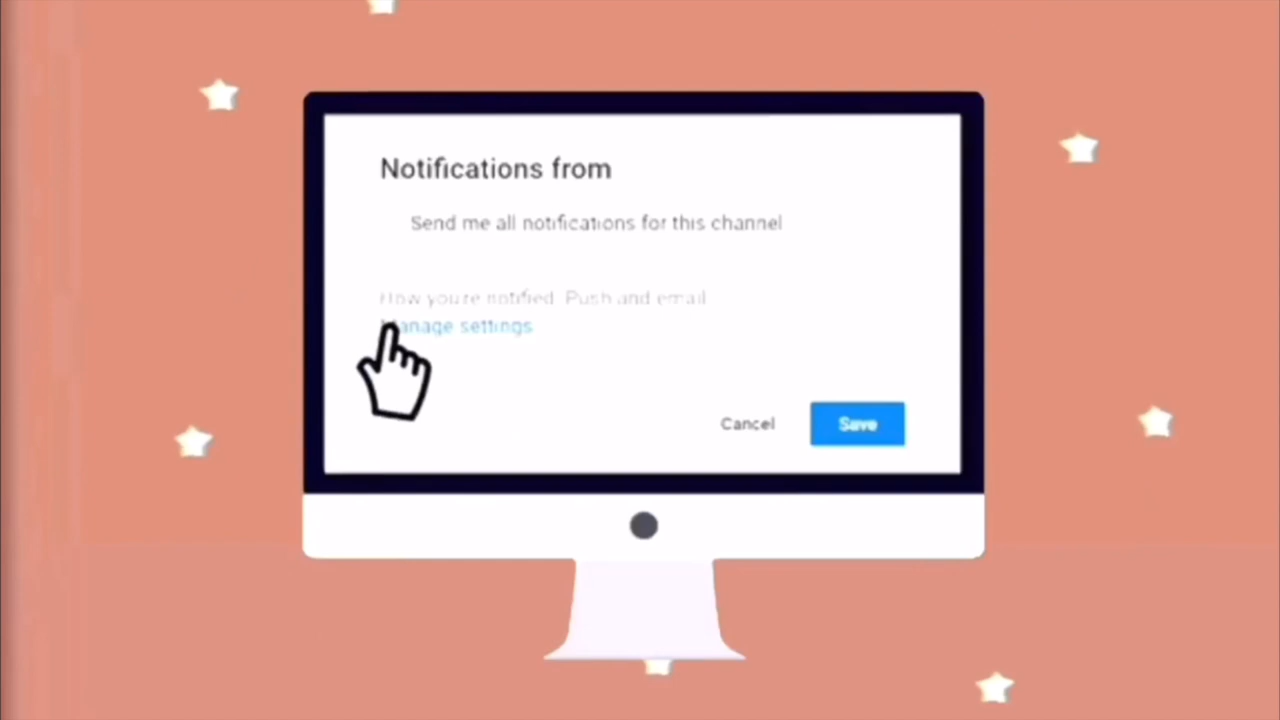 Notifications from
Send me all notifications for this channel
How you're notified: Push and email
Manage settings
Cancel
Save